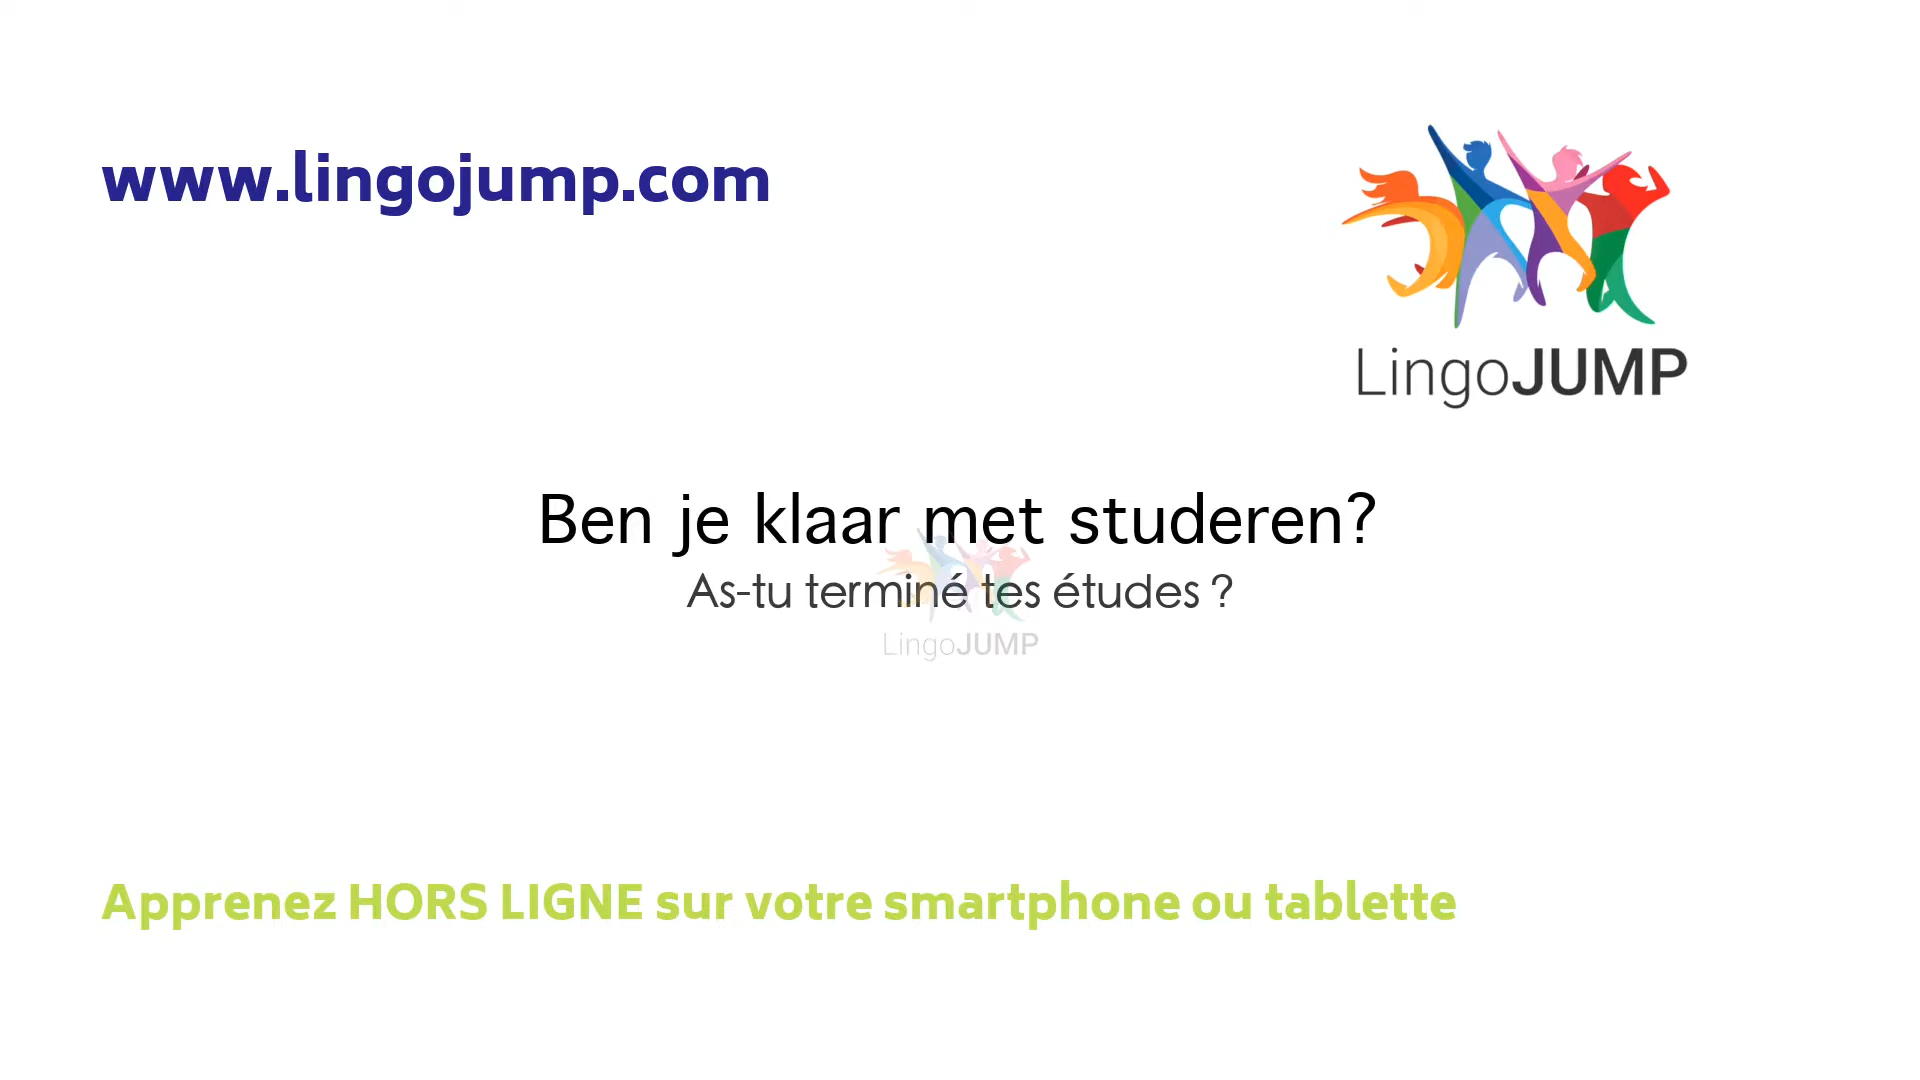 www.lingojump.com
LingoJUMP
Ben je klaar met studeren?
As-tu terminé tes études ?
LingoJUMP
Apprenez HORS LIGNE sur votre smartphone ou tablette